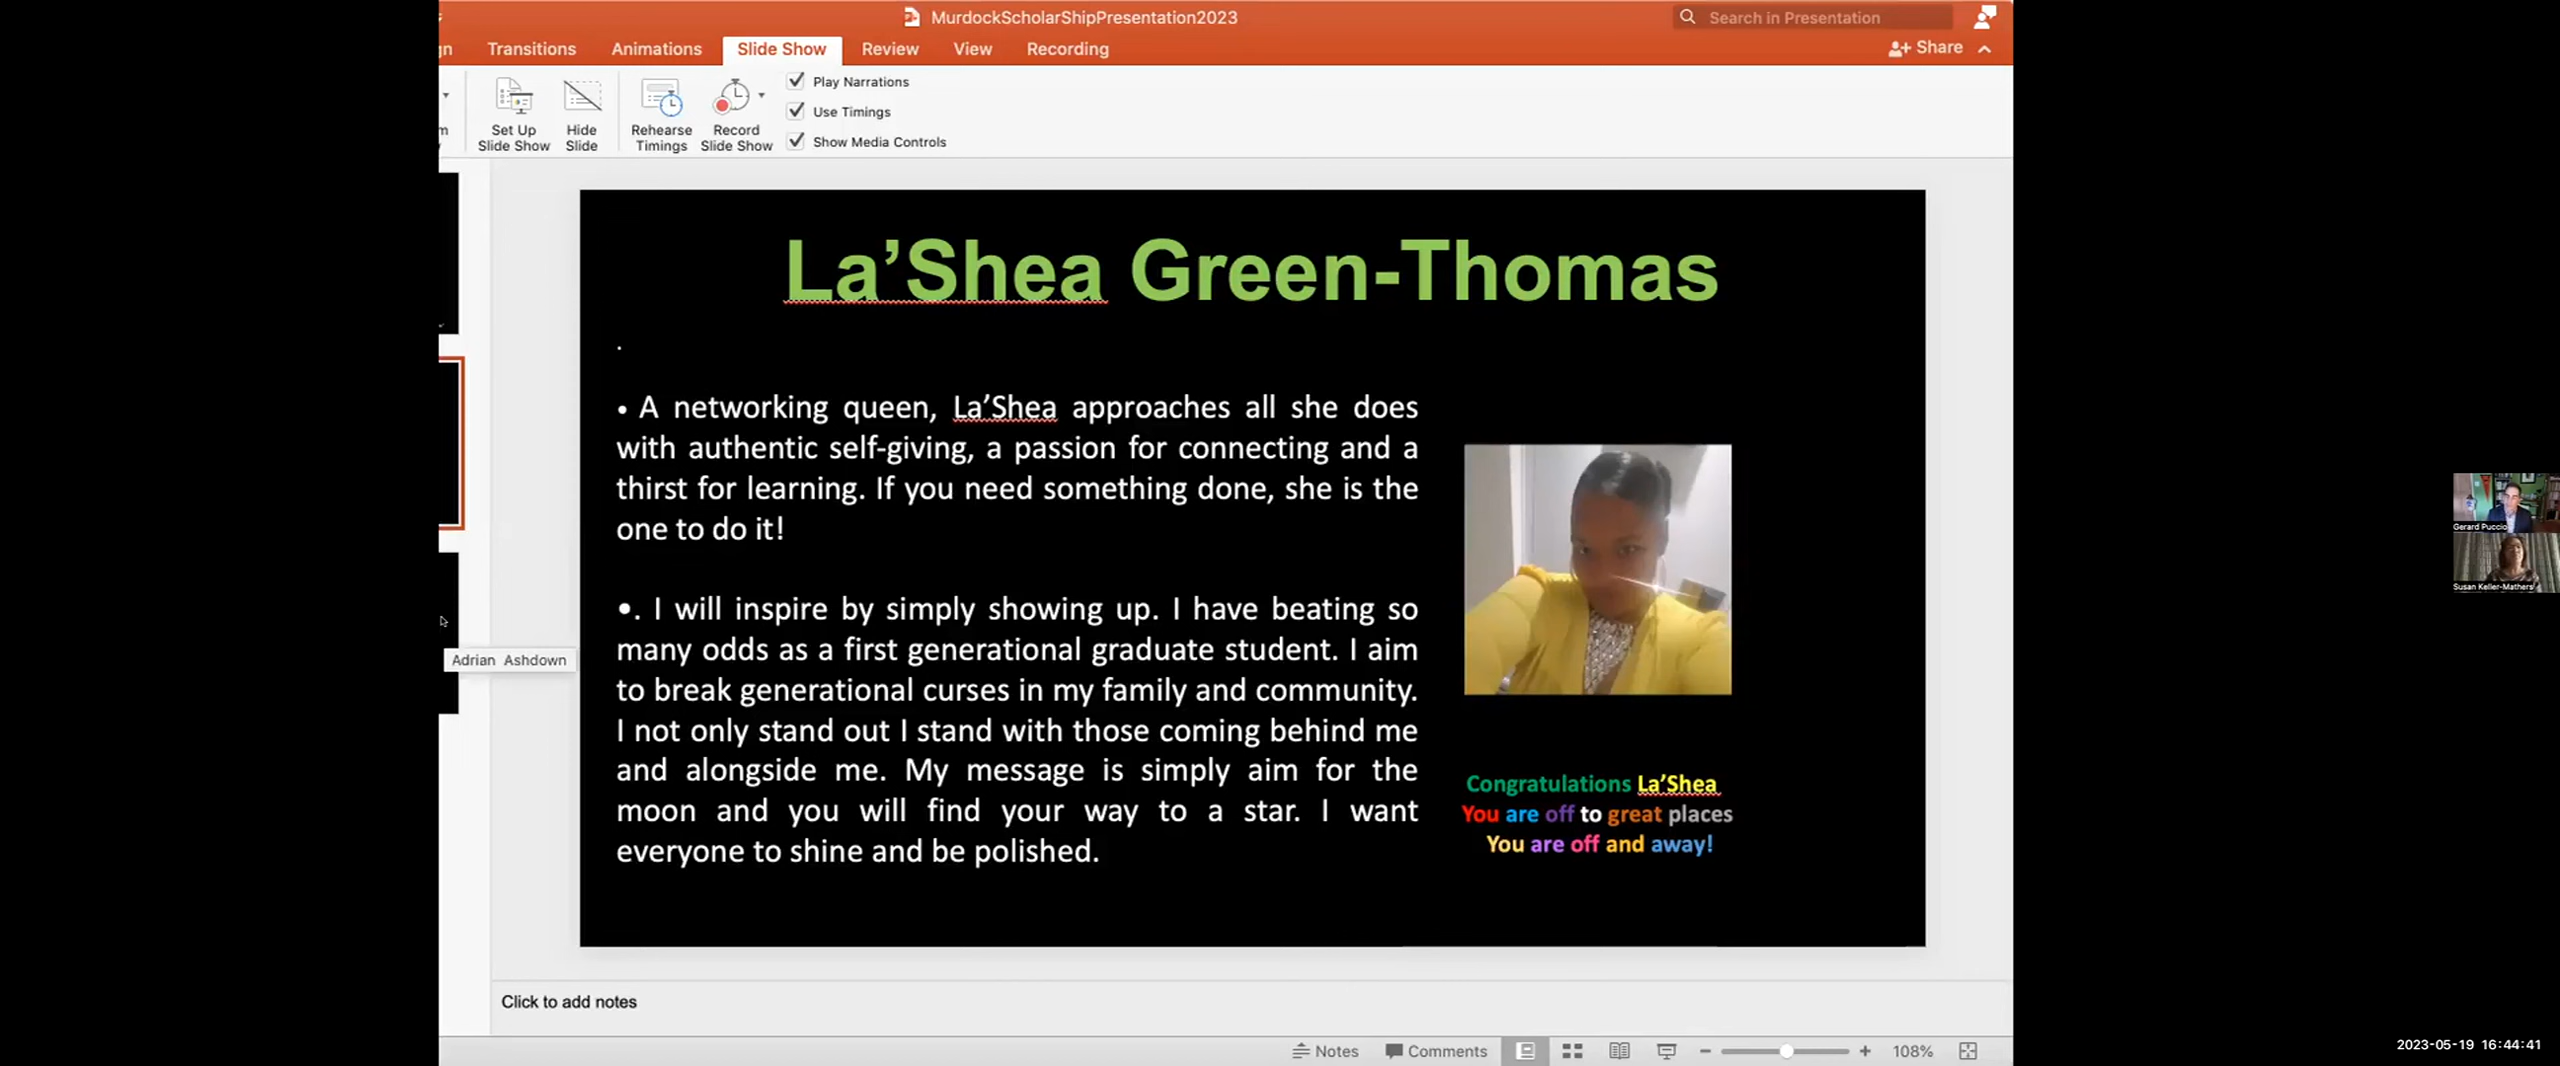 MurdockScholarShipPresentation2023
Search in Presentation
Transitions Animations Slide Show Review View Recording
Share
Set Up
Slide Show
Hide
Slide
Rehearse
Timings
Record
Slide Show
Play Narrations
Use Timings
Show Media Controls
La’Shea Green-Thomas
.
• A networking queen, La’Shea approaches all she does
with authentic self-giving, a passion for connecting and a
thirst for learning. If you need something done, she is the
one to do it!
•. I will inspire by simply showing up. I have beating so
many odds as a first generational graduate student. I aim
to break generational curses in my family and community.
I not only stand out I stand with those coming behind me
and alongside me. My message is simply aim for the
moon and you will find your way to a star. I want
everyone to shine and be polished.
Congratulations La’Shea
You are off to great places
You are off and away!
Adrian Ashdown
Gerard Puccio
Susan Keller-Mathers
Click to add notes
Notes Comments 108%
2023-05-19 16:44:41